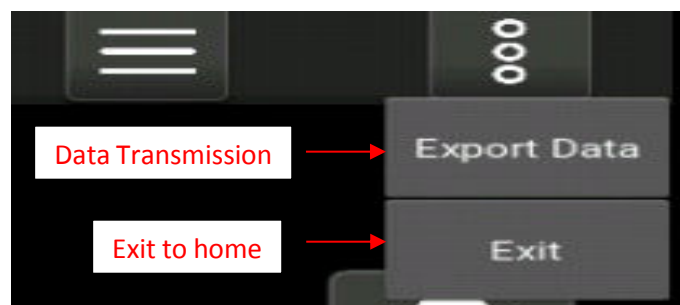 Data Transmission
Export Data
Exit to home
Exit